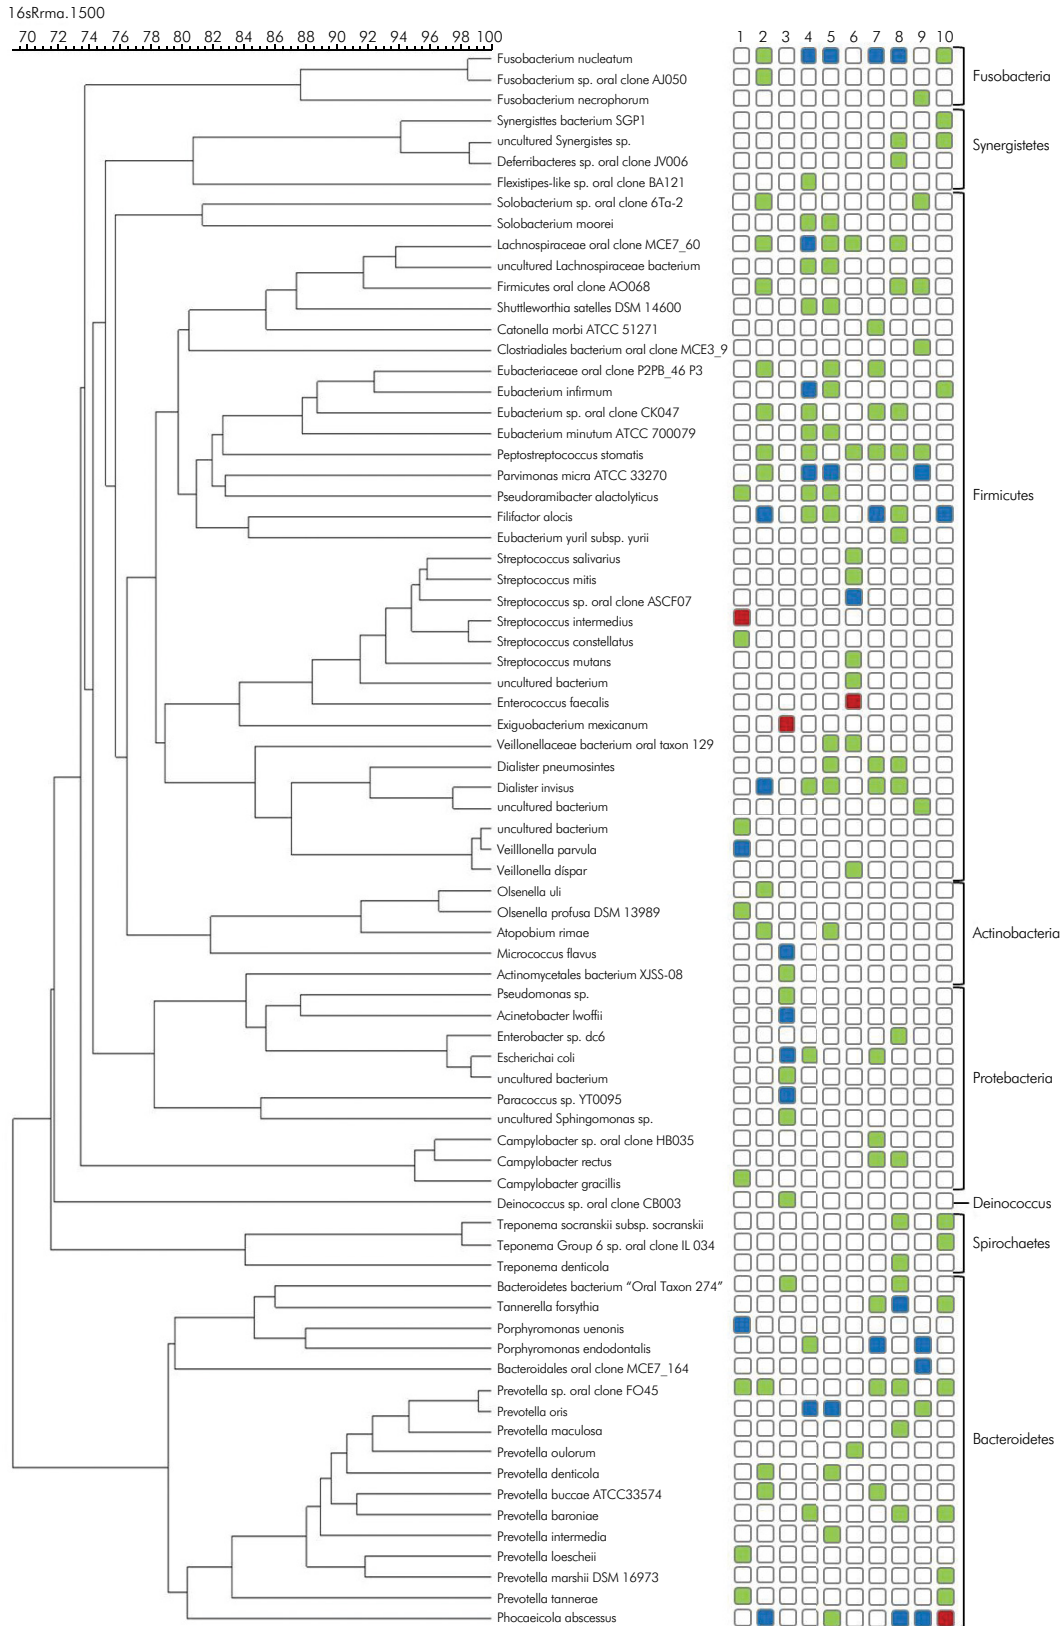 16sRrma.1500
70 72 74 76 78 80 82 84 86 88 90 92 94 96 98 100
1 2 3 4 5 6 7 8 9 10
Fusobacterium nucleatum
Fusobacterium sp. oral clone AJ050
Fusobacteria
Fusobacterium necrophorum
Synergisttes bacterium SGP1
uncultured Synergistes sp.
Synergistetes
Deferribacteres sp. oral clone JV006
Flexistipes-like sp. oral clone BA121
Solobacterium sp. oral clone 6Ta-2
Solobacterium moorei
Lachnospiraceae oral clone MCE7_60
uncultured Lachnospiraceae bacterium
Firmicutes oral clone AO068
Shuttleworthia satelles DSM 14600
Catonella morbi ATCC 51271
Clostriadiales bacterium oral clone MCE3_9
Eubacteriaceae oral clone P2PB_46 P3
Eubacterium infirmum
Eubacterium sp. oral clone CK047
Eubacterium minutum ATCC 700079
Peptostreptococcus stomatis
Parvimonas micra ATCC 33270
Pseudoramibacter alactolyticus
Firmicutes
Filifactor alocis
Eubacterium yuril subsp. yurii
Streptococcus salivarius
Streptococcus mitis
Streptococcus sp. oral clone ASCF07
Streptococcus intermedius
Streptococcus constellatus
Streptococcus mutans
uncultured bacterium
Enterococcus faecalis
Exiguobacterium mexicanum
Veillonellaceae bacterium oral taxon 129
Dialister pneumosintes
Dialister invisus
uncultured bacterium
uncultured bacterium
Veilllonella parvula
Veillonella díspar
Olsenella uli
Olsenella profusa DSM 13989
Atopobium rimae
Actinobacteria
Micrococcus flavus
Actinomycetales bacterium XJSS-08
Pseudomonas sp.
Acinetobacter lwoffii
Enterobacter sp. dc6
Escherichai coli
uncultured bacterium
Protebacteria
Paracoccus sp. YT0095
uncultured Sphingomonas sp.
Campylobacter sp. oral clone HB035
Campylobacter rectus
Campylobacter gracillis
Deinococcus sp. oral clone CB003
Deinococcus
Treponema socranskii subsp. socranskii
Teponema Group 6 sp. oral clone IL 034
Spirochaetes
Treponema denticola
Bacteroidetes bacterium “Oral Taxon 274”
Tannerella forsythia
Porphyromonas uenonis
Porphyromonas endodontalis
Bacteroidales oral clone MCE7_164
Prevotella sp. oral clone FO45
Prevotella oris
Prevotella maculosa
Bacteroidetes
Prevotella oulorum
Prevotella denticola
Prevotella buccae ATCC33574
Prevotella baroniae
Prevotella intermedia
Prevotella loescheii
Prevotella marshii DSM 16973
Prevotella tannerae
Phocaeicola abscessus